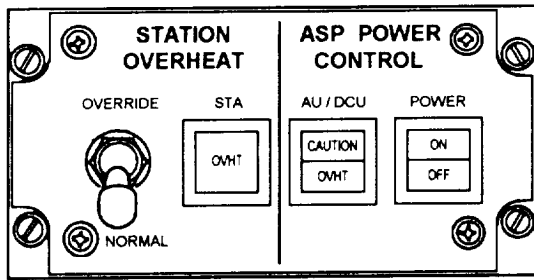 STATION OVERHEAT
OVERRIDE
STA
OVHT
NORMAL
ASP POWER CONTROL
AU / DCU
POWER
CAUTION
OVHT
ON
OFF